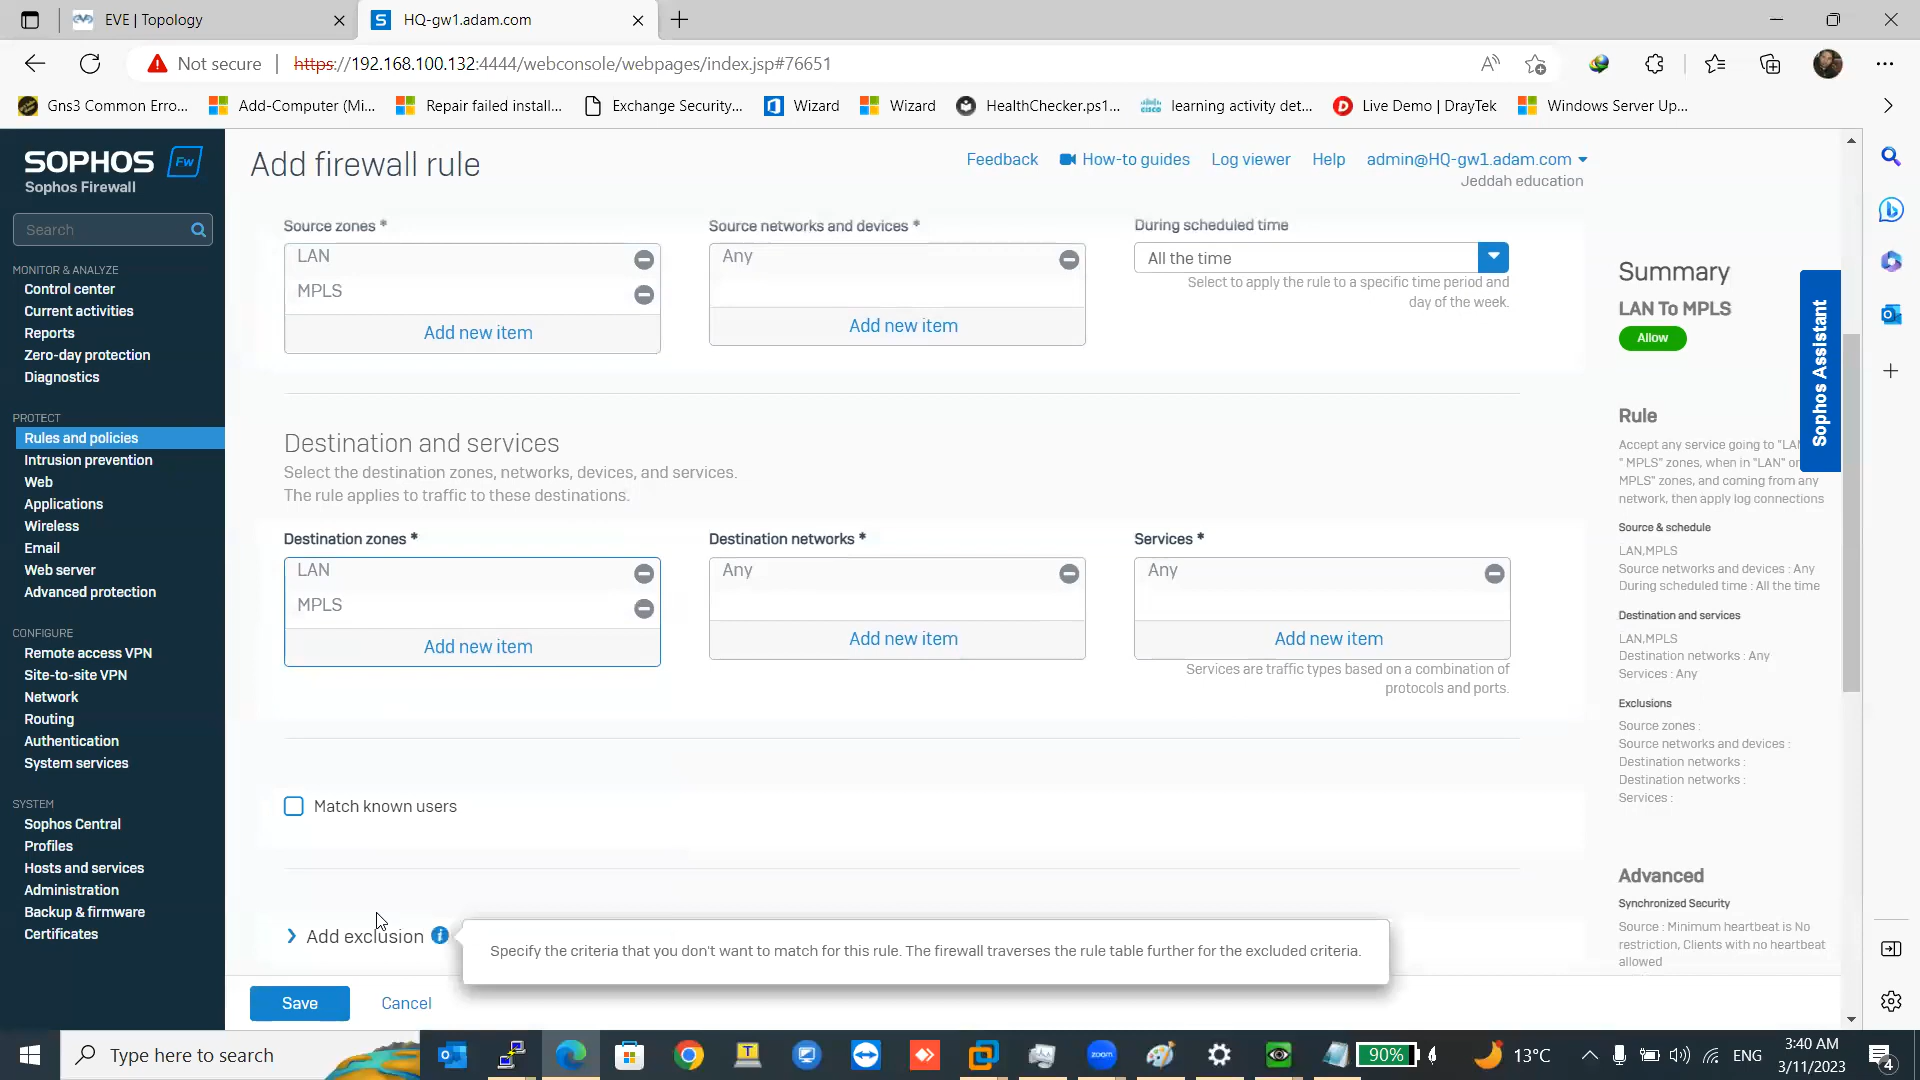 EVE | Topology
HQ-gw1.adam.com
Not secure
https://192.168.100.132:4444/webconsole/webpages/index.jsp#76651
Gns3 Common Erro...
Add-Computer (Mi...
Repair failed install...
Exchange Security...
Wizard
Wizard
HealthChecker.ps1...
learning activity det...
Live Demo | DrayTek
Windows Server Up...
SOPHOS
Fw
Sophos Firewall
Search
MONITOR & ANALYZE
Control center
Current activities
Reports
Zero-day protection
Diagnostics
PROTECT
Rules and policies
Intrusion prevention
Web
Applications
Wireless
Email
Web server
Advanced protection
CONFIGURE
Remote access VPN
Site-to-site VPN
Network
Routing
Authentication
System services
SYSTEM
Sophos Central
Profiles
Hosts and services
Administration
Backup & firmware
Certificates
Add firewall rule
Feedback
How-to guides
Log viewer
Help
admin@HQ-gw1.adam.com
Jeddah education
Source zones *
LAN
MPLS
Add new item
Source networks and devices *
Any
Add new item
During scheduled time
All the time
Select to apply the rule to a specific time period and
day of the week.
Destination and services
Select the destination zones, networks, devices, and services.
The rule applies to traffic to these destinations.
Destination zones *
LAN
MPLS
Add new item
Destination networks *
Any
Add new item
Services *
Any
Add new item
Services are traffic types based on a combination of
protocols and ports.
Match known users
Add exclusion
Specify the criteria that you don't want to match for this rule. The firewall traverses the rule table further for the excluded criteria.
Save
Cancel
Summary
LAN To MPLS
Allow
Sophos Assistant
Rule
Accept any service going to "LA
" MPLS" zones, when in "LAN" or
MPLS" zones, and coming from any
network, then apply log connections
Source & schedule
LAN,MPLS
Source networks and devices : Any
During scheduled time : All the time
Destination and services
LAN,MPLS
Destination networks : Any
Services : Any
Exclusions
Source zones :
Source networks and devices :
Destination networks :
Destination networks :
Services :
Advanced
Synchronized Security
Source : Minimum heartbeat is No
restriction, Clients with no heartbeat
allowed
Type here to search
zoom
90%
13°C
ENG
3:40 AM
3/11/2023
4